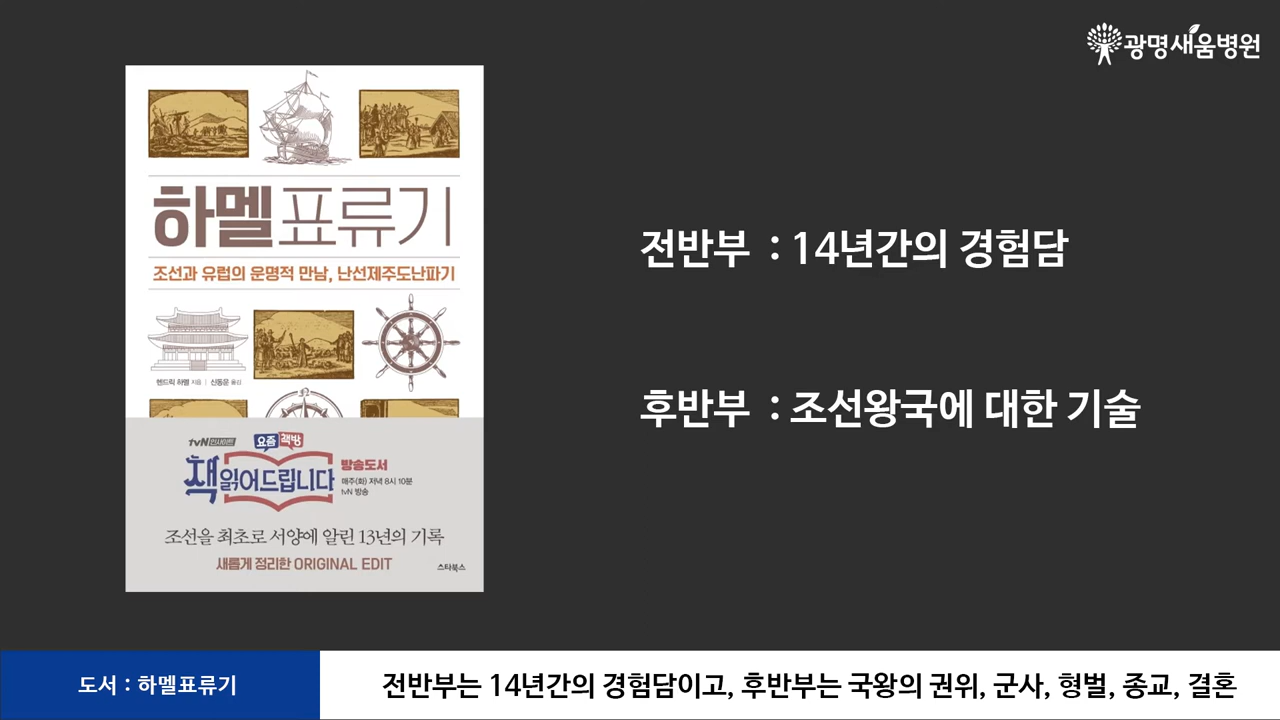 광명새움병원
하멜표류기
조선과 유럽의 운명적 만남, 난선제주도난파기
헨드릭 하멜 지음 | 신동운 옮김
tvN 인사이트
요즘책방
책 읽어드립니다
방송도서
매주(화) 저녁 8시 10분
tvN 방송
조선을 최초로 서양에 알린 13년의 기록
새롭게 정리한 ORIGINAL EDIT
스타북스
전반부 : 14년간의 경험담
후반부 : 조선왕국에 대한 기술
도서 : 하멜표류기
전반부는 14년간의 경험담이고, 후반부는 국왕의 권위, 군사, 형벌, 종교, 결혼